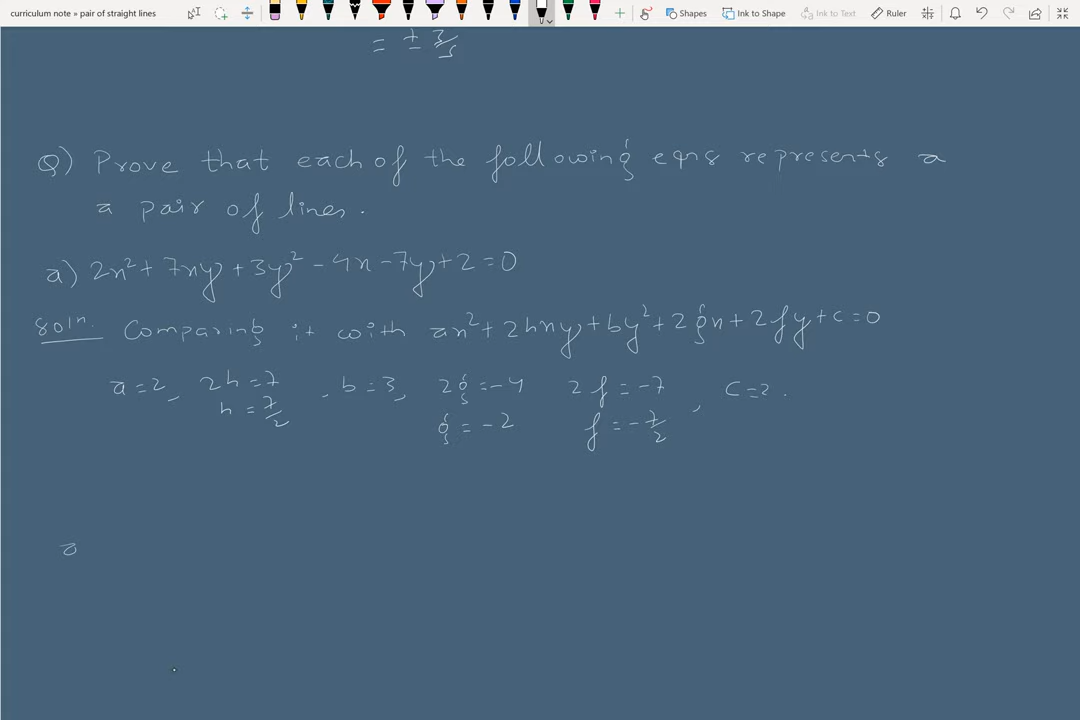 curriculum note » pair of straight lines
Shapes Ink to Shape Ink to Text Ruler
= ± 3/5
Q) Prove that each of the following eqns represents a
a pair of lines.
a) 2x² + 7xy + 3y² - 4x - 7y + 2 = 0
soln. Comparing it with ax² + 2hxy + by² + 2gx + 2fy + c = 0
a = 2, 2h = 7, b = 3, 2g = -4 2f = -7, c = 2.
h = 7/2 g = -2 f = -7/2
a